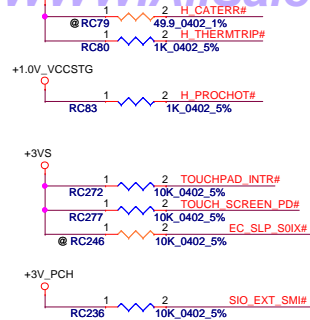 1 2 H_CATERR#
@ RC79 49.9_0402_1%
1 2 H_THERMTRIP#
RC80 1K_0402_5%
+1.0V_VCCSTG
1 2 H_PROCHOT#
RC83 1K_0402_5%
+3VS
1 2 TOUCHPAD_INTR#
RC272 10K_0402_5%
1 2 TOUCH_SCREEN_PD#
RC277 10K_0402_5%
1 2 EC_SLP_S0IX#
@ RC246 10K_0402_5%
+3V_PCH
1 2 SIO_EXT_SMI#
RC236 10K_0402_5%